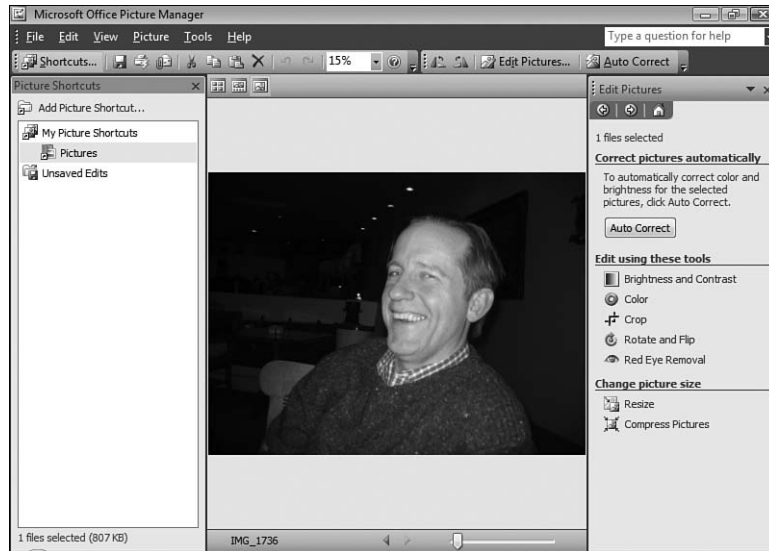 Microsoft Office Picture Manager
File Edit View Picture Tools Help
Type a question for help
Shortcuts... 15% Edit Pictures... Auto Correct
Picture Shortcuts
Add Picture Shortcut...
My Picture Shortcuts
Pictures
Unsaved Edits
1 files selected (807 KB)
IMG_1736
Edit Pictures
1 files selected
Correct pictures automatically
To automatically correct color and
brightness for the selected
pictures, click Auto Correct.
Auto Correct
Edit using these tools
Brightness and Contrast
Color
Crop
Rotate and Flip
Red Eye Removal
Change picture size
Resize
Compress Pictures